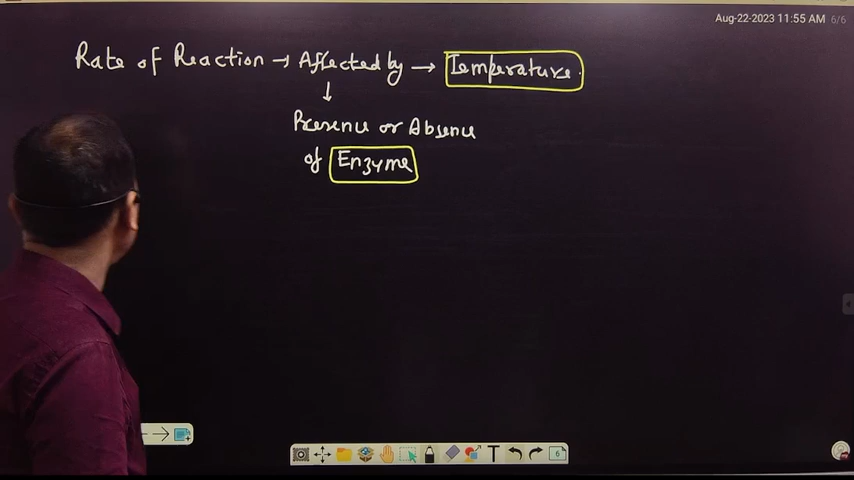 Aug-22-2023 11:55 AM 6/6
Rate of Reaction → Affected by → Temperature.
↓
Presence or Absence
of Enzyme
T
6